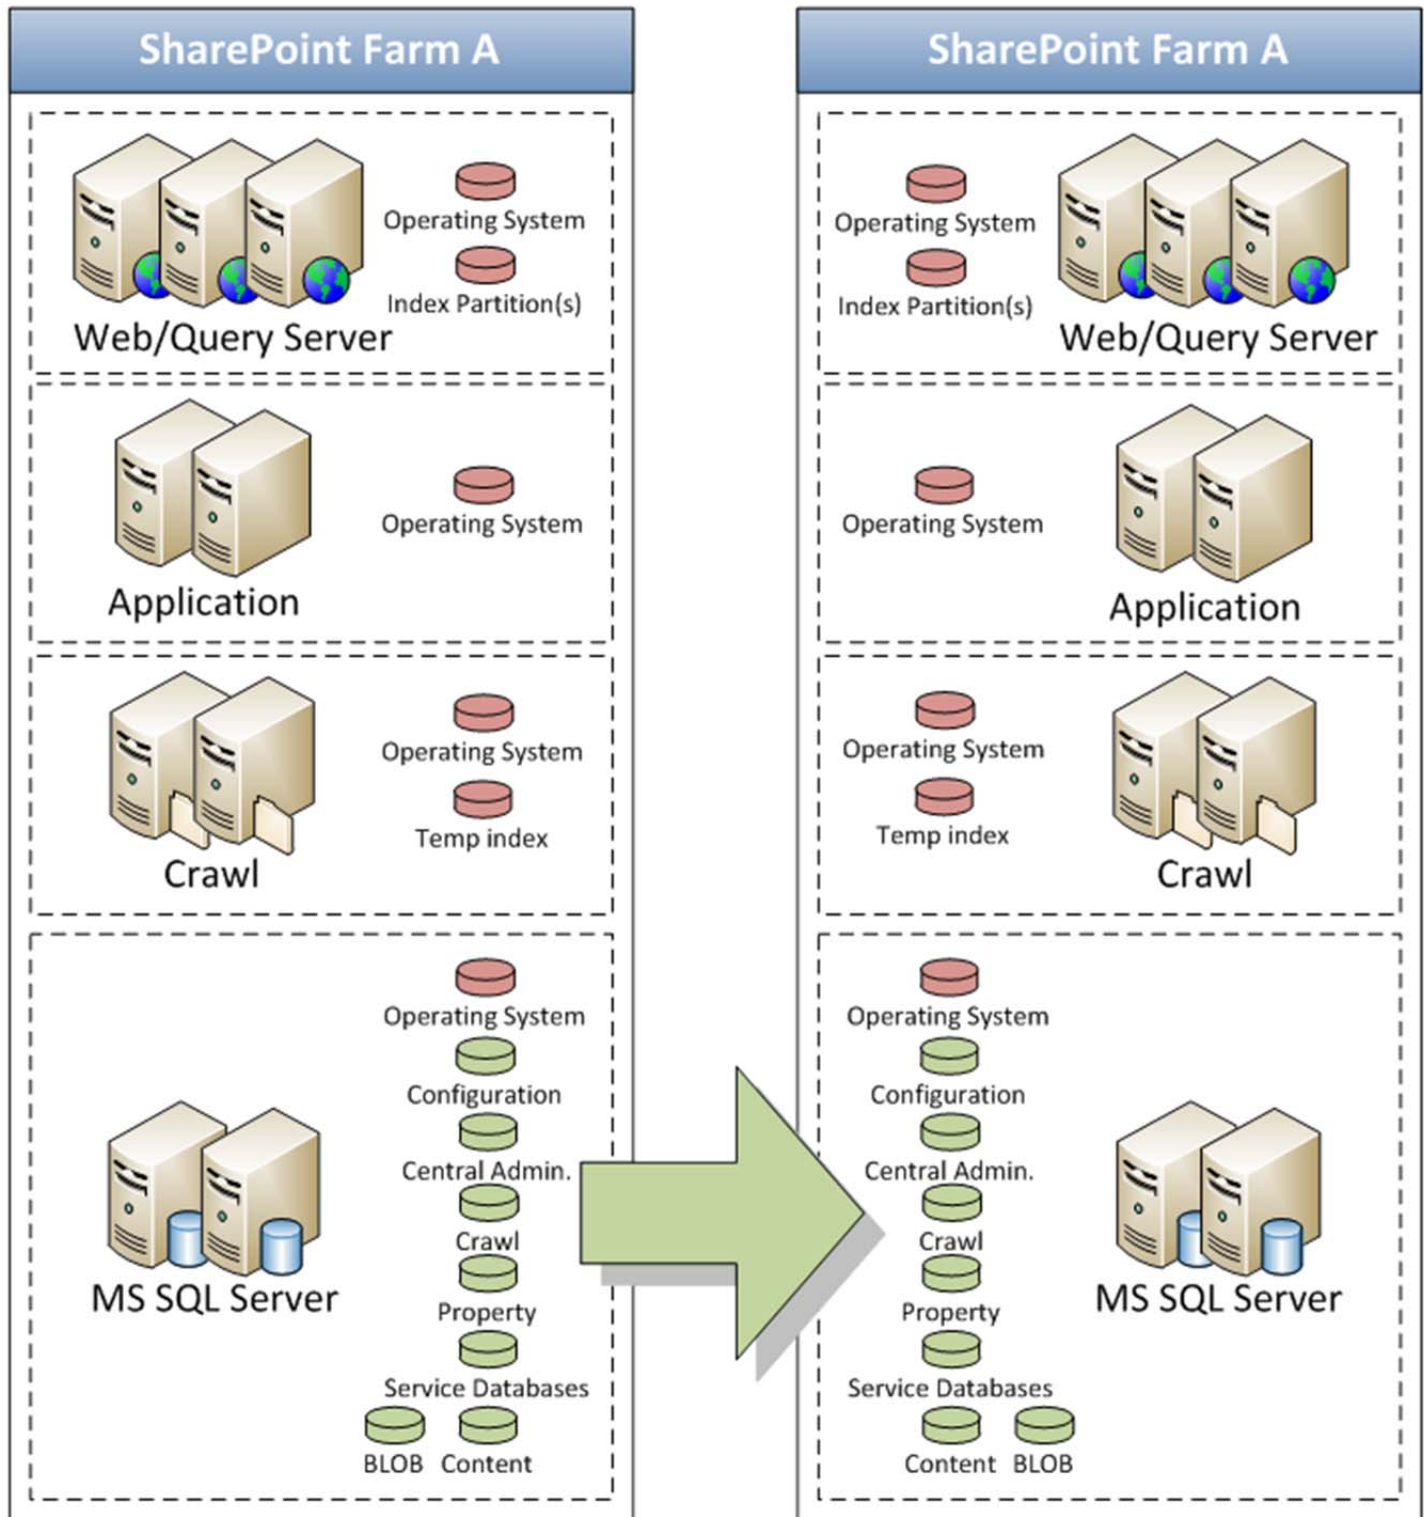 SharePoint Farm A
Operating System
Index Partition(s)
Web/Query Server
Operating System
Application
Operating System
Temp index
Crawl
Operating System
Configuration
Central Admin.
Crawl
Property
MS SQL Server
Service Databases
BLOB Content
SharePoint Farm A
Operating System
Index Partition(s)
Web/Query Server
Operating System
Application
Operating System
Temp index
Crawl
Operating System
Configuration
Central Admin.
Crawl
Property
MS SQL Server
Service Databases
Content BLOB